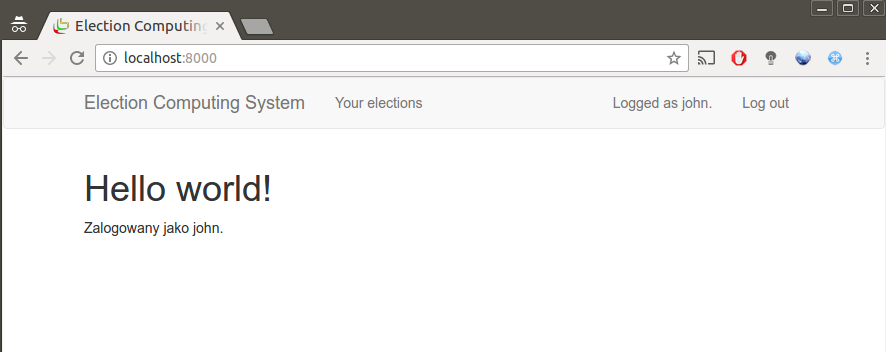 Election Computing
localhost:8000
Election Computing System Your elections Logged as john. Log out
Hello world!
Zalogowany jako john.